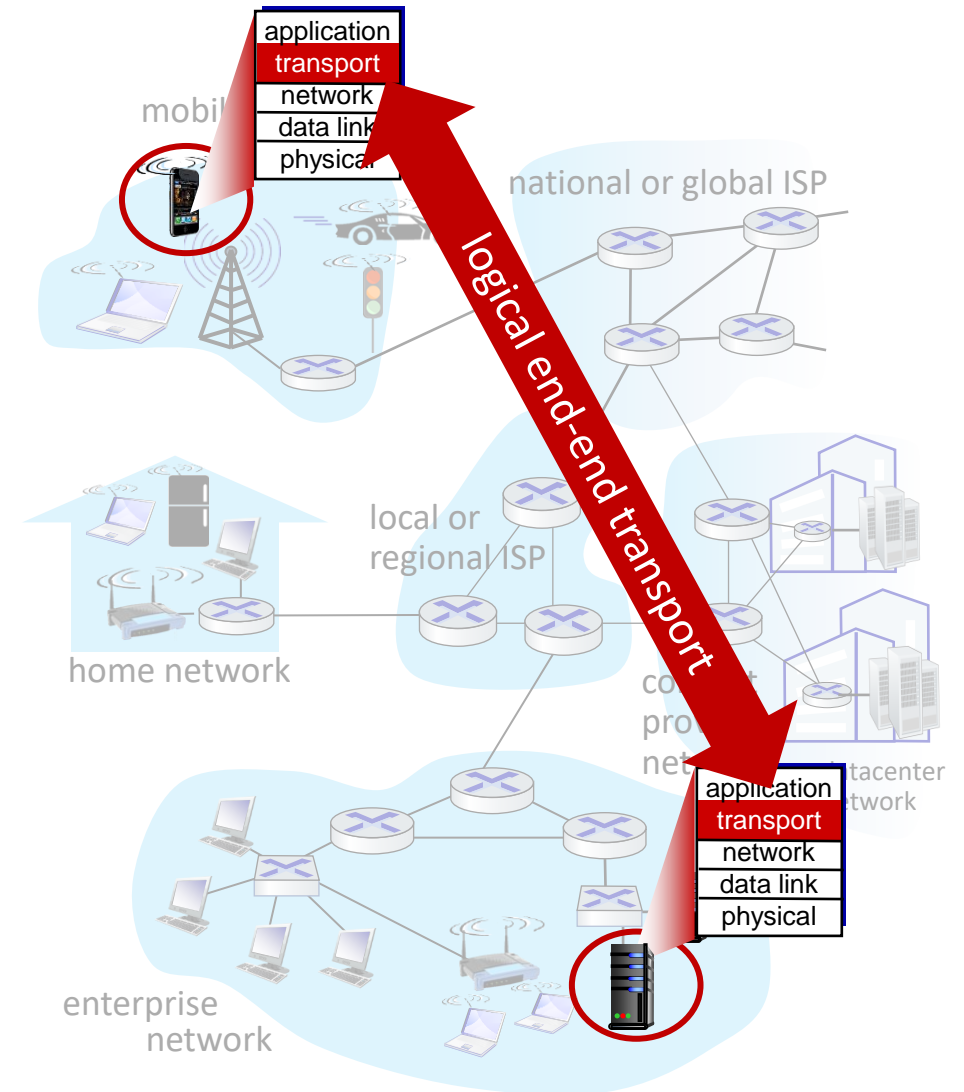 application
transport
network
data link
physical
national or global ISP
logical end-end transport
local or
regional ISP
home network
application
transport
network
data link
physical
network
enterprise
network